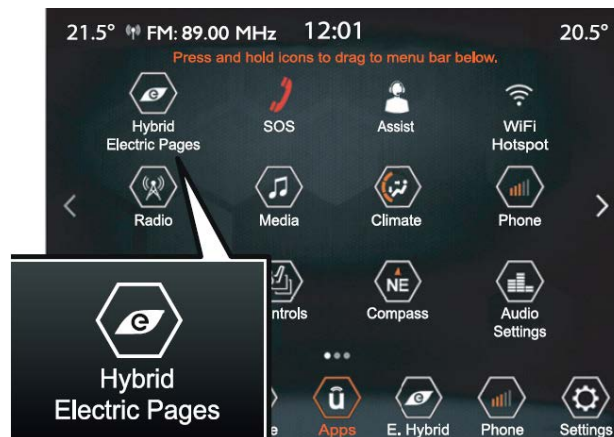 21.5° FM: 89.00 MHz 12:01 20.5°
Press and hold icons to drag to menu bar below.
Hybrid
Electric Pages
SOS
Assist
WiFi
Hotspot
Radio
Media
Climate
Phone
NE
Compass
Audio
Settings
Hybrid
Electric Pages
Apps
E. Hybrid
Phone
Settings